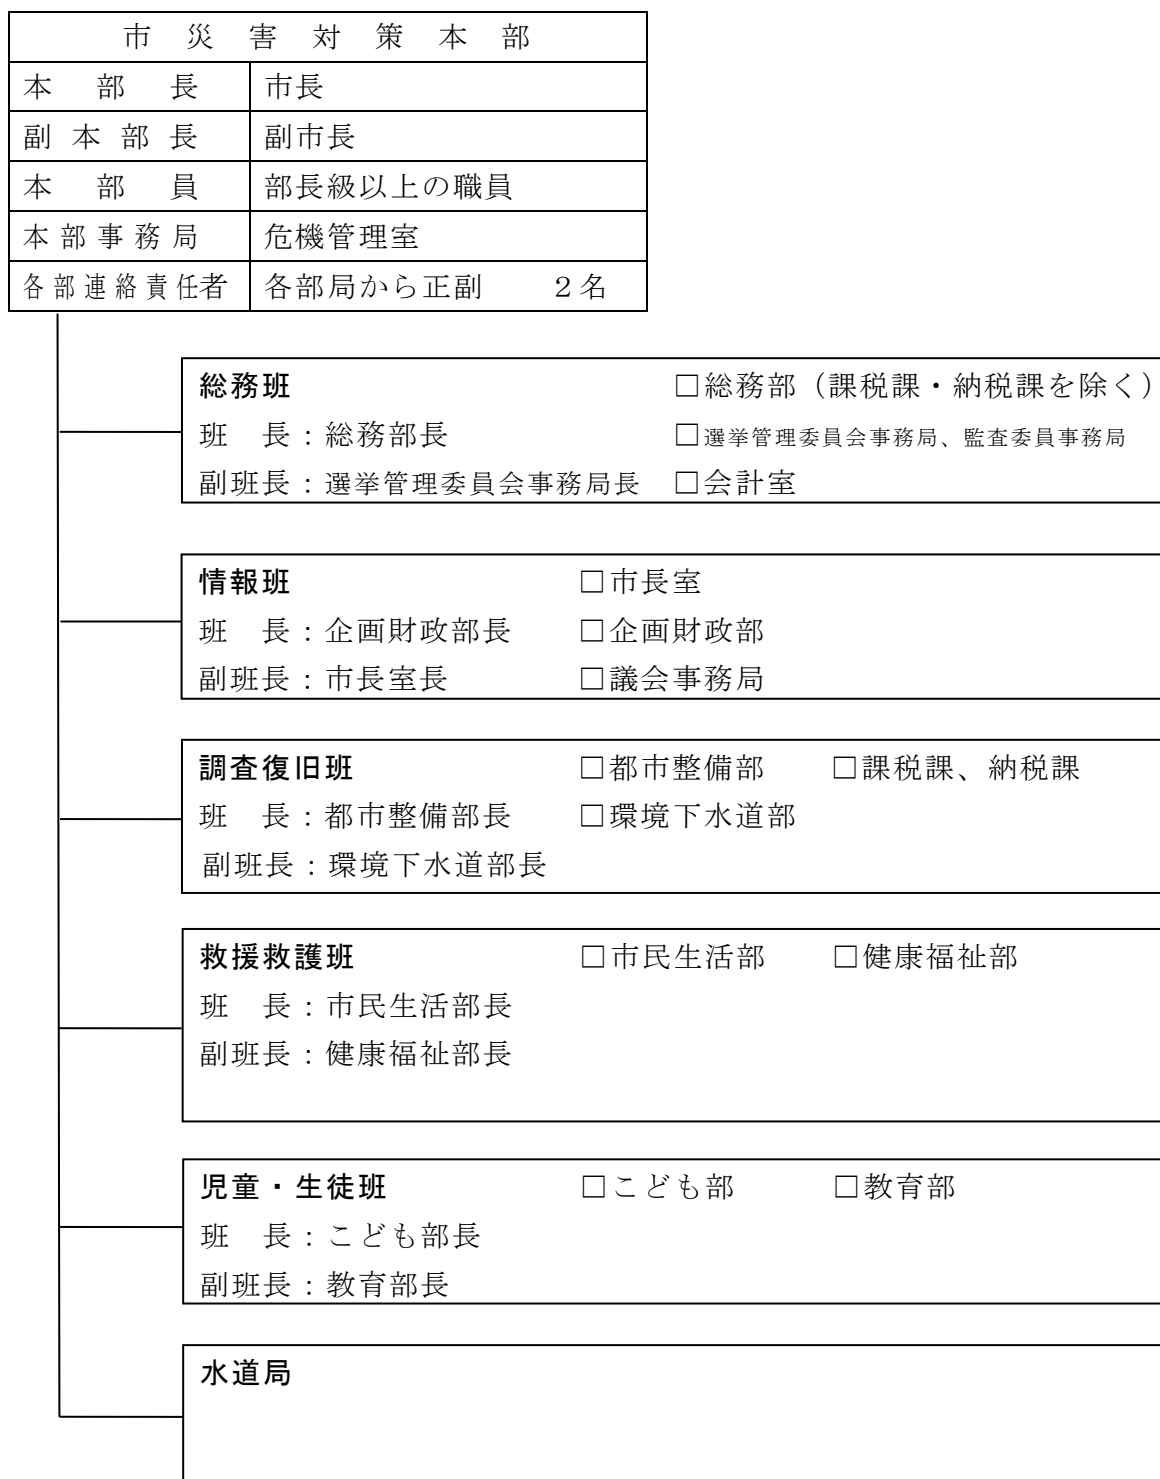 市災害対策本部
本部長 市長
副本部長 副市長
本部員 部長級以上の職員
本部事務局 危機管理室
各部連絡責任者 各部局から正副 ２名
総務班 □総務部（課税課・納税課を除く）
班 長：総務部長 □選挙管理委員会事務局、監査委員事務局
副班長：選挙管理委員会事務局長 □会計室
情報班 □市長室
班 長：企画財政部長 □企画財政部
副班長：市長室長 □議会事務局
調査復旧班 □都市整備部 □課税課、納税課
班 長：都市整備部長 □環境下水道部
副班長：環境下水道部長
救援救護班 □市民生活部 □健康福祉部
班 長：市民生活部長
副班長：健康福祉部長
児童・生徒班 □こども部 □教育部
班 長：こども部長
副班長：教育部長
水道局